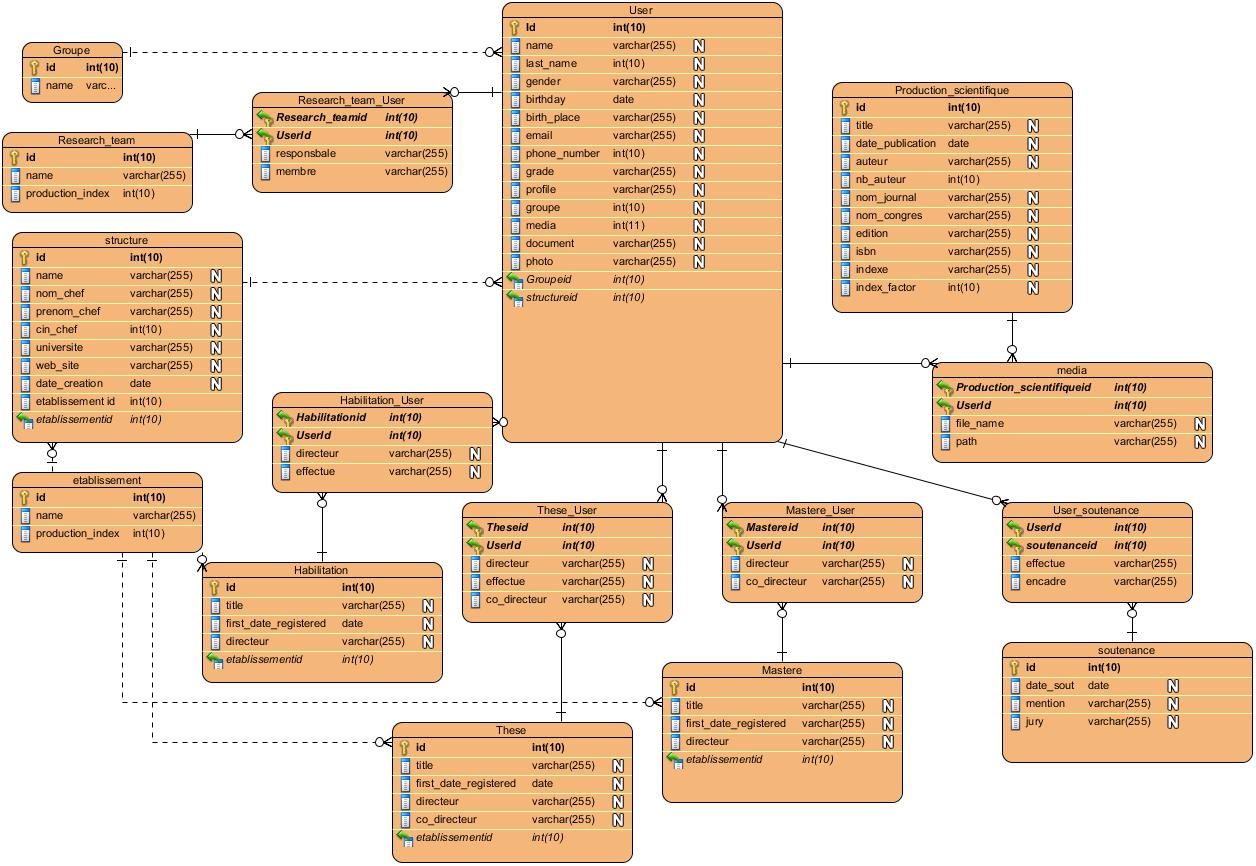 User
Id int(10)
name varchar(255) N
last_name int(10) N
gender varchar(255) N
birthday date N
birth_place varchar(255) N
email varchar(255) N
phone_number int(10) N
grade varchar(255) N
profile varchar(255) N
groupe int(10) N
media int(11) N
document varchar(255) N
photo varchar(255) N
Groupeid int(10)
structureid int(10)
Groupe
id int(10)
name varc...
Research_team_User
Research_teamid int(10)
UserId int(10)
responsbale varchar(255)
membre varchar(255)
Research_team
id int(10)
name varchar(255)
production_index int(10)
Production_scientifique
id int(10)
title varchar(255) N
date_publication date N
auteur varchar(255) N
nb_auteur int(10)
nom_journal varchar(255) N
nom_congres varchar(255) N
edition varchar(255) N
isbn varchar(255) N
indexe varchar(255) N
index_factor int(10) N
structure
id int(10)
name varchar(255) N
nom_chef varchar(255) N
prenom_chef varchar(255) N
cin_chef int(10) N
universite varchar(255) N
web_site varchar(255) N
date_creation date N
etablissement id int(10)
etablissementid int(10)
media
Production_scientifiqueid int(10)
UserId int(10)
file_name varchar(255) N
path varchar(255) N
Habilitation_User
Habilitationid int(10)
UserId int(10)
directeur varchar(255) N
effectue varchar(255) N
etablissement
id int(10)
name varchar(255)
production_index int(10)
These_User
Theseid int(10)
UserId int(10)
directeur varchar(255) N
effectue varchar(255) N
co_directeur varchar(255) N
Mastere_User
Mastereid int(10)
UserId int(10)
directeur varchar(255) N
co_directeur varchar(255) N
User_soutenance
UserId int(10)
soutenanceid int(10)
effectue varchar(255)
encadre varchar(255)
Habilitation
id int(10)
title varchar(255) N
first_date_registered date N
directeur varchar(255) N
etablissementid int(10)
soutenance
id int(10)
date_sout date N
mention varchar(255) N
jury varchar(255) N
Mastere
id int(10)
title varchar(255) N
first_date_registered varchar(255) N
directeur varchar(255) N
etablissementid int(10)
These
id int(10)
title varchar(255) N
first_date_registered date N
directeur varchar(255) N
co_directeur varchar(255) N
etablissementid int(10)